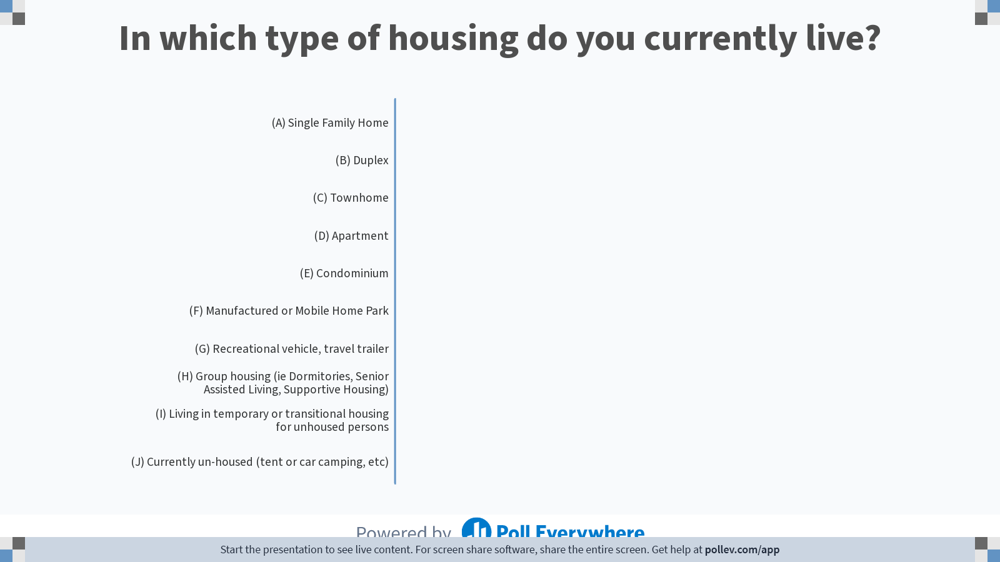 In which type of housing do you currently live?
(A) Single Family Home
(B) Duplex
(C) Townhome
(D) Apartment
(E) Condominium
(F) Manufactured or Mobile Home Park
(G) Recreational vehicle, travel trailer
(H) Group housing (ie Dormitories, Senior
Assisted Living, Supportive Housing)
(I) Living in temporary or transitional housing
for unhoused persons
(J) Currently un-housed (tent or car camping, etc)
Powered by Poll Everywhere
Start the presentation to see live content. For screen share software, share the entire screen. Get help at pollev.com/app